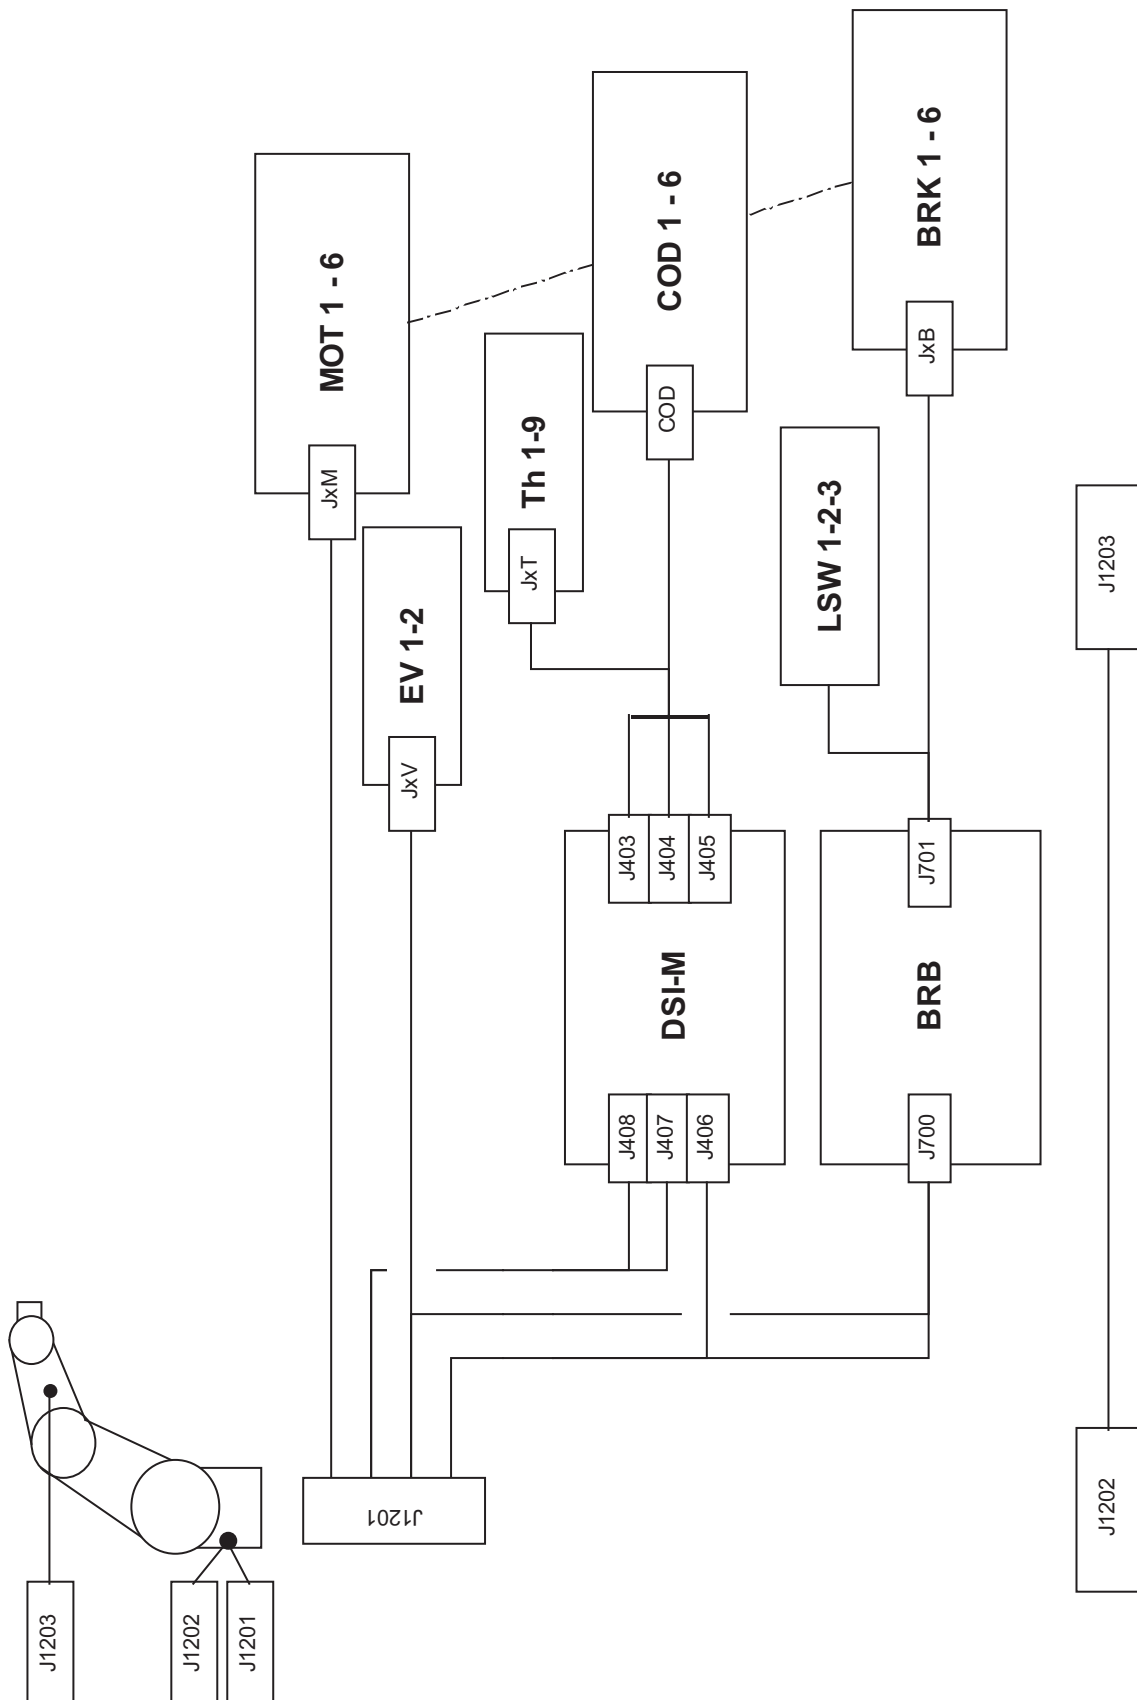 J1203
J1202
J1201
J1201
MOT 1 - 6
JxM
EV 1-2
JxV
Th 1-9
JxT
COD 1 - 6
COD
J403
J404
J405
DSI-M
J408
J407
J406
LSW 1-2-3
BRK 1 - 6
JxB
J701
BRB
J700
J1202
J1203